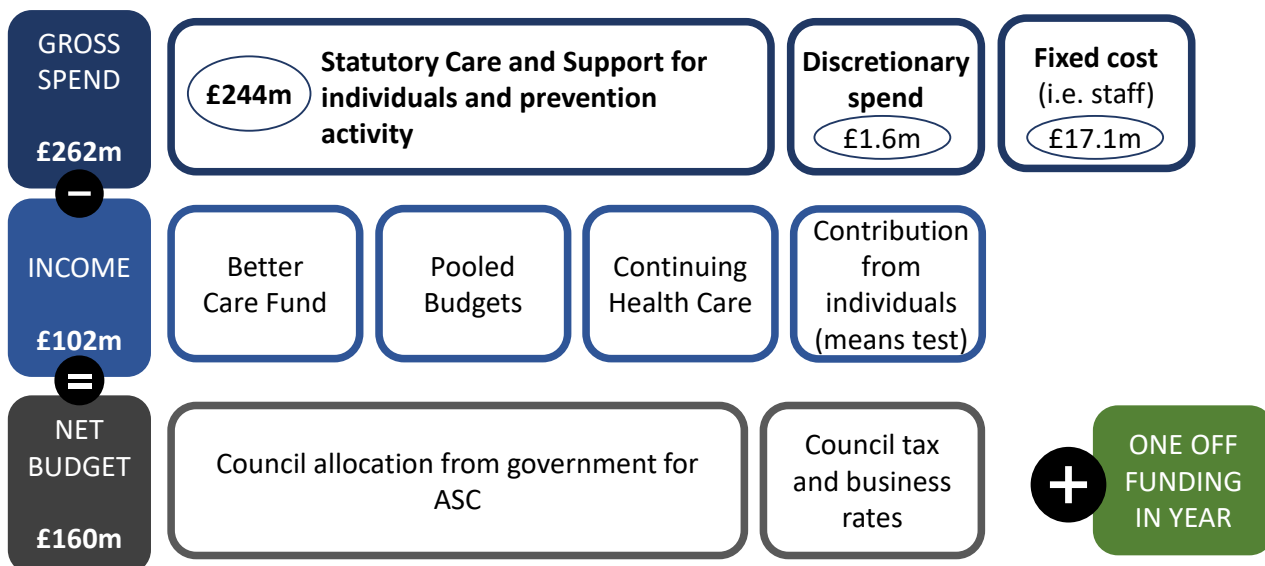 GROSS
SPEND
£262m
£244m
Statutory Care and Support for
individuals and prevention
activity
Discretionary
spend
£1.6m
Fixed cost
(i.e. staff)
£17.1m
−
INCOME
£102m
Better
Care Fund
Pooled
Budgets
Continuing
Health Care
Contribution
from
individuals
(means test)
=
NET
BUDGET
£160m
Council allocation from government for
ASC
Council tax
and business
rates
+
ONE OFF
FUNDING
IN YEAR